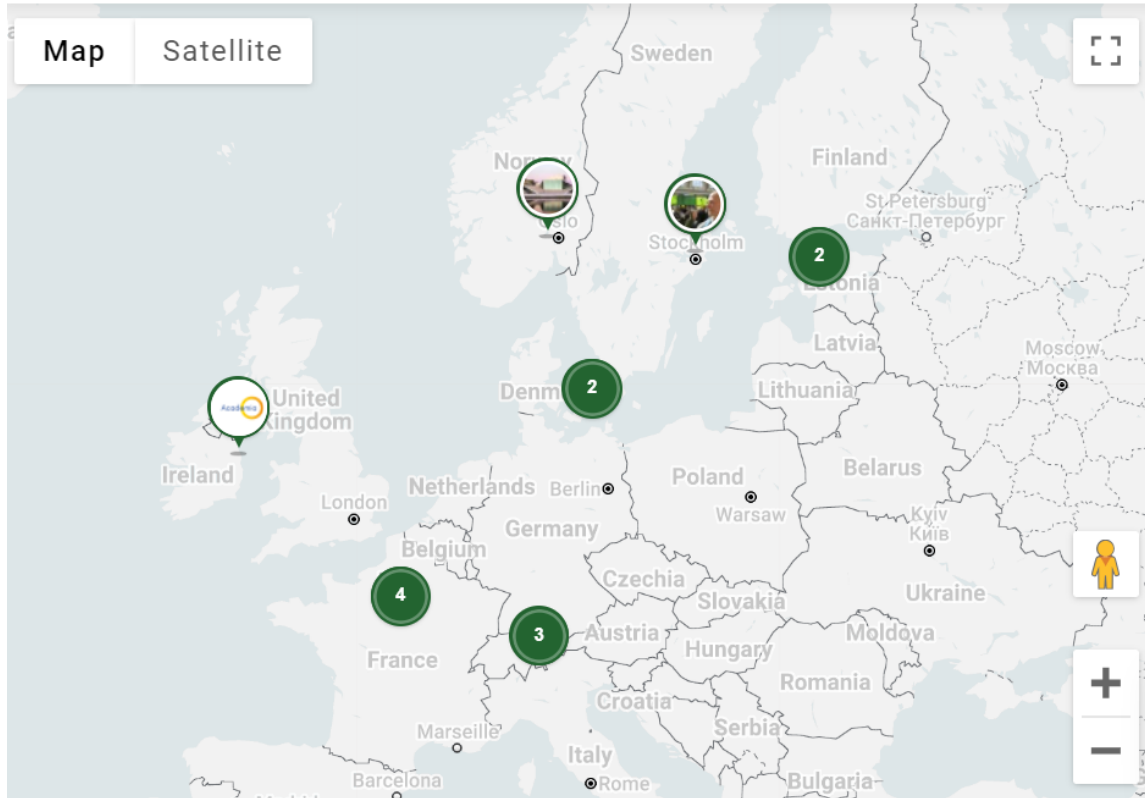 Map
Satellite
Sweden
Norway
Finland
St Petersburg
Санкт-Петербург
Oslo
Stockholm
2
Estonia
Latvia
Moscow
Москва
Denm
2
Lithuania
Academia
United
Kingdom
Ireland
Belarus
Netherlands
Berlin
Poland
London
Warsaw
Germany
Kyiv
Київ
Belgium
Czechia
4
Slovakia
Ukraine
3
Austria
Moldova
France
Hungary
Romania
Croatia
Marseille
Serbia
Italy
Barcelona
Rome
Bulgaria